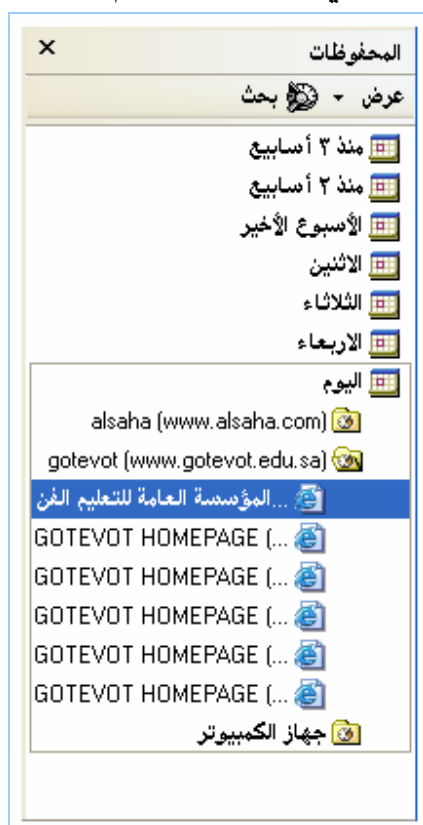 المحفوظات
عرض بحث
منذ ٣ أسابيع
منذ ٢ أسابيع
الأسبوع الأخير
الاثنين
الثلاثاء
الاربعاء
اليوم
alsaha (www.alsaha.com)
gotevot (www.gotevot.edu.sa)
المؤسسة العامة للتعليم الفن...
GOTEVOT HOMEPAGE (...
GOTEVOT HOMEPAGE (...
GOTEVOT HOMEPAGE (...
GOTEVOT HOMEPAGE (...
GOTEVOT HOMEPAGE (...
جهاز الكمبيوتر